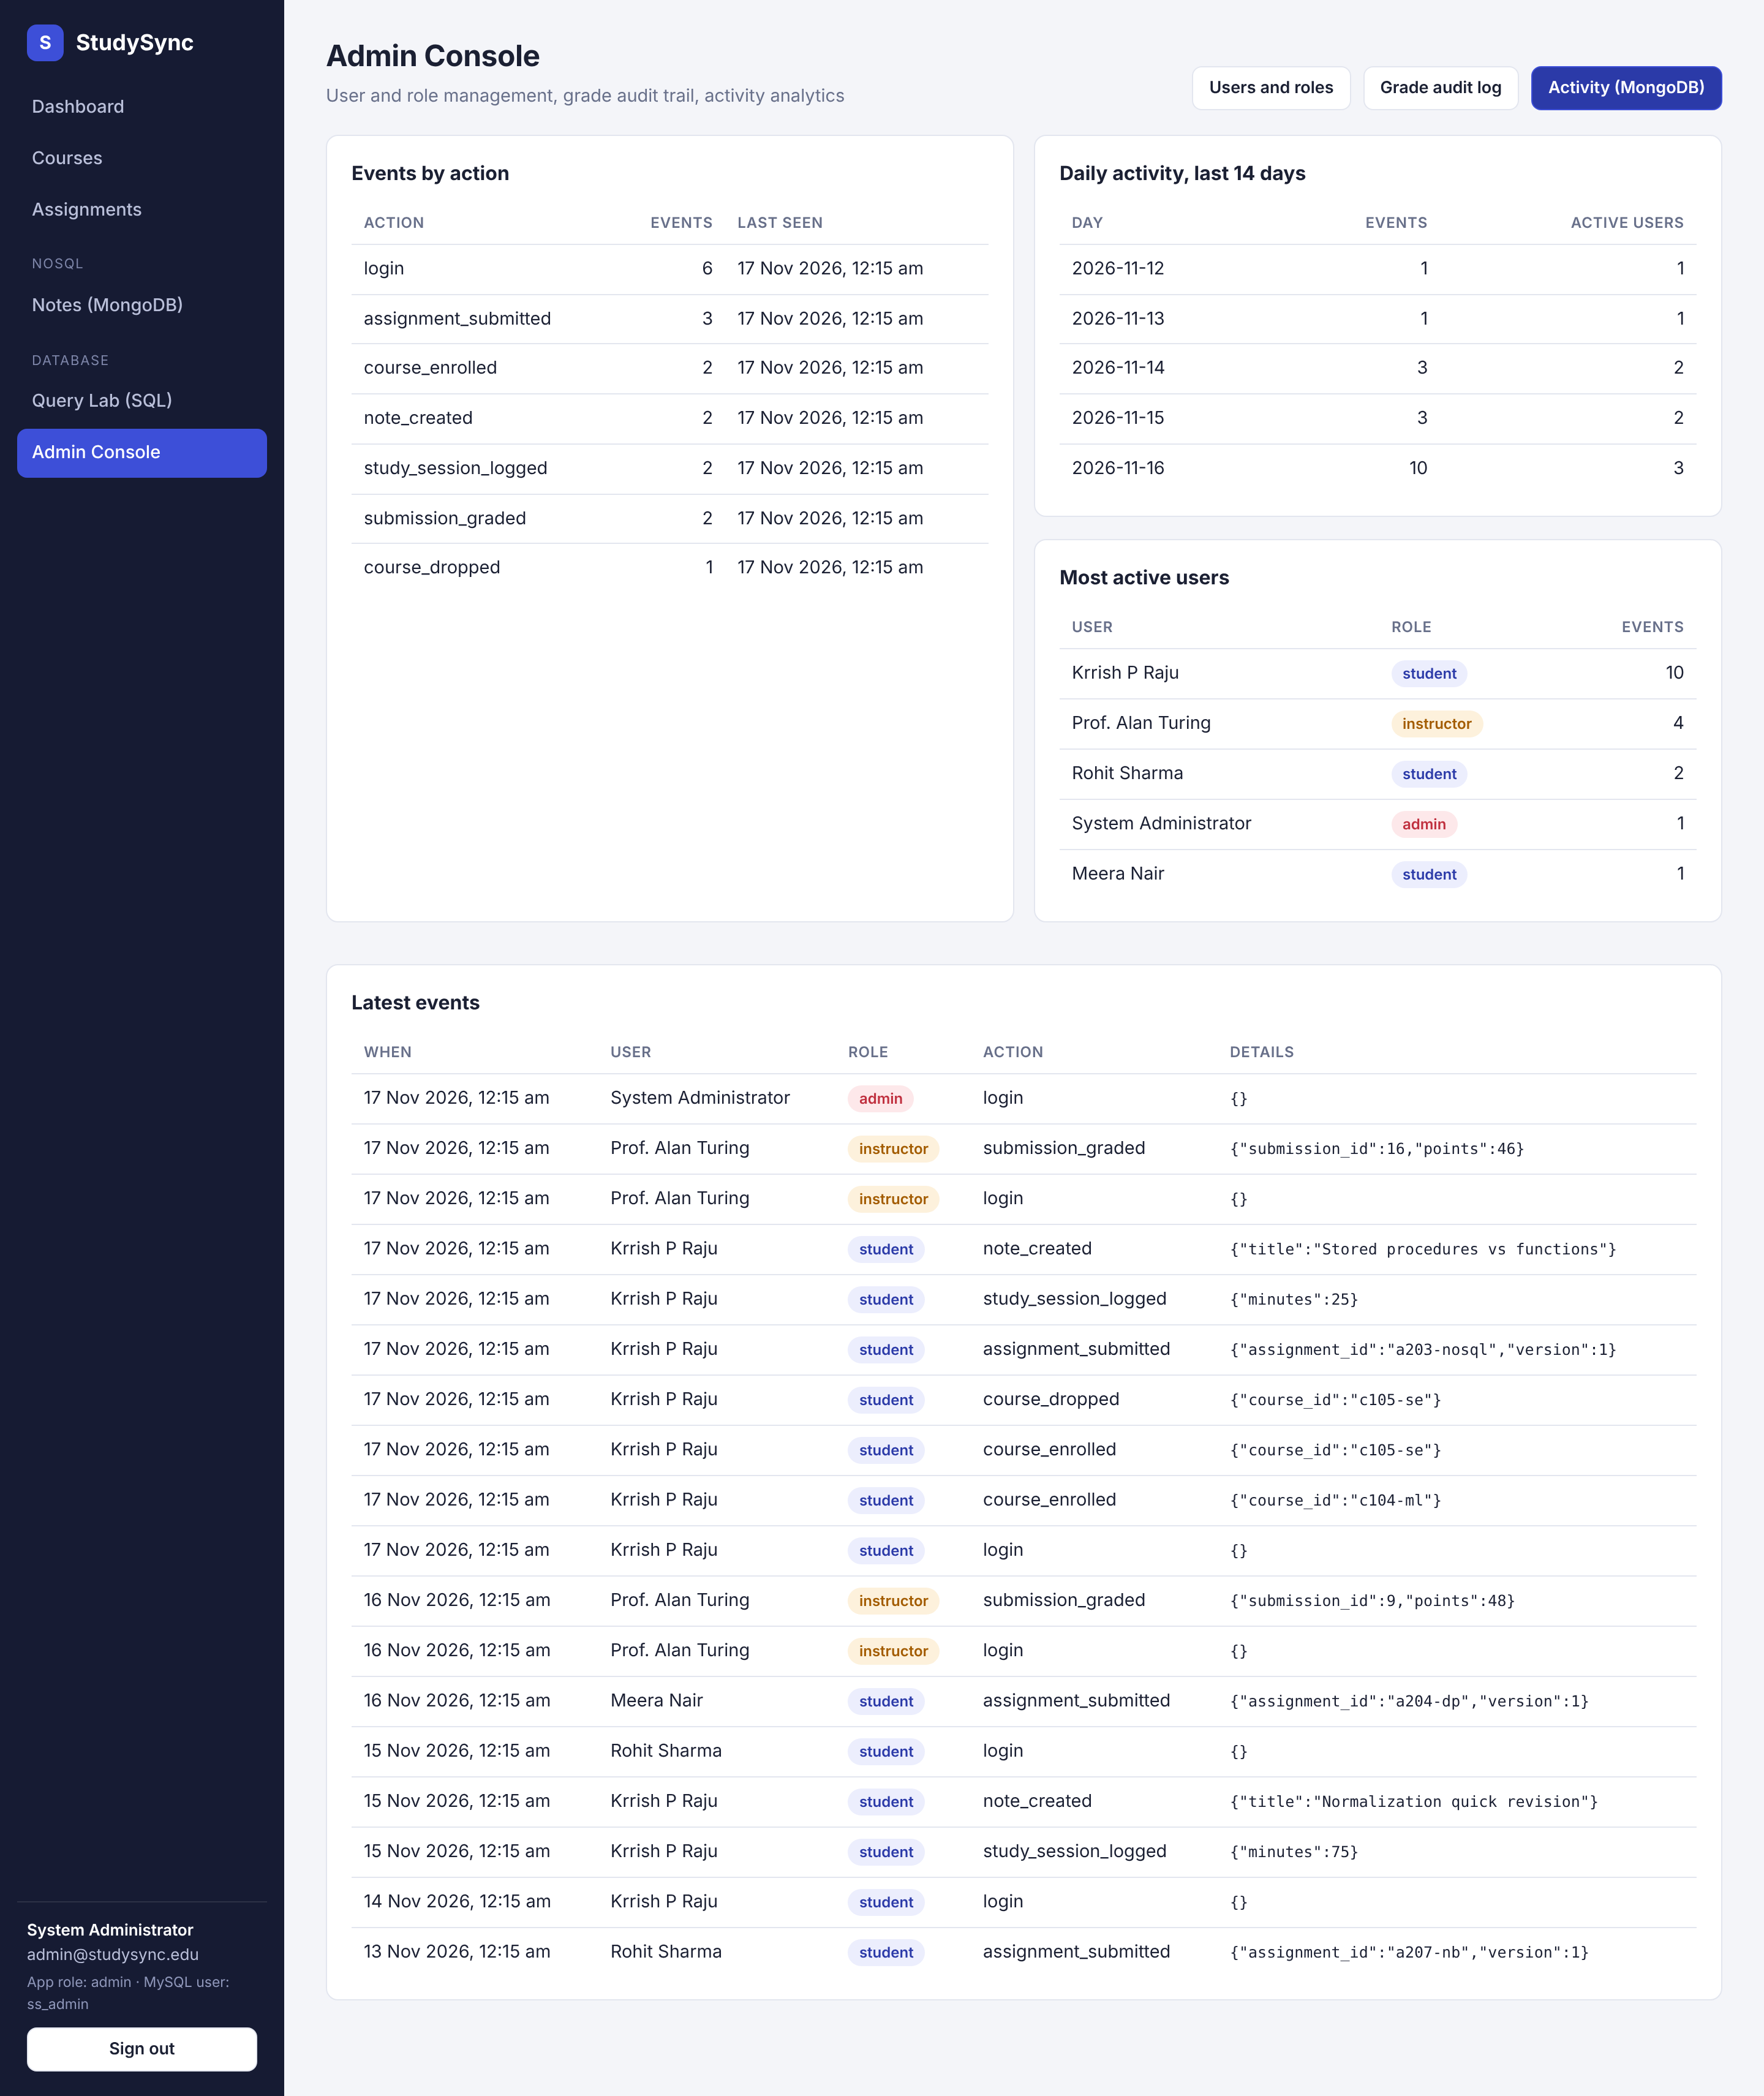 S StudySync
Dashboard
Courses
Assignments
NOSQL
Notes (MongoDB)
DATABASE
Query Lab (SQL)
Admin Console
System Administrator
admin@studysync.edu
App role: admin · MySQL user:
ss_admin
Sign out
Admin Console
User and role management, grade audit trail, activity analytics
Users and roles Grade audit log Activity (MongoDB)
Events by action
ACTION EVENTS LAST SEEN
login 6 17 Nov 2026, 12:15 am
assignment_submitted 3 17 Nov 2026, 12:15 am
course_enrolled 2 17 Nov 2026, 12:15 am
note_created 2 17 Nov 2026, 12:15 am
study_session_logged 2 17 Nov 2026, 12:15 am
submission_graded 2 17 Nov 2026, 12:15 am
course_dropped 1 17 Nov 2026, 12:15 am
Daily activity, last 14 days
DAY EVENTS ACTIVE USERS
2026-11-12 1 1
2026-11-13 1 1
2026-11-14 3 2
2026-11-15 3 2
2026-11-16 10 3
Most active users
USER ROLE EVENTS
Krrish P Raju student 10
Prof. Alan Turing instructor 4
Rohit Sharma student 2
System Administrator admin 1
Meera Nair student 1
Latest events
WHEN USER ROLE ACTION DETAILS
17 Nov 2026, 12:15 am System Administrator admin login {}
17 Nov 2026, 12:15 am Prof. Alan Turing instructor submission_graded {"submission_id":16,"points":46}
17 Nov 2026, 12:15 am Prof. Alan Turing instructor login {}
17 Nov 2026, 12:15 am Krrish P Raju student note_created {"title":"Stored procedures vs functions"}
17 Nov 2026, 12:15 am Krrish P Raju student study_session_logged {"minutes":25}
17 Nov 2026, 12:15 am Krrish P Raju student assignment_submitted {"assignment_id":"a203-nosql","version":1}
17 Nov 2026, 12:15 am Krrish P Raju student course_dropped {"course_id":"c105-se"}
17 Nov 2026, 12:15 am Krrish P Raju student course_enrolled {"course_id":"c105-se"}
17 Nov 2026, 12:15 am Krrish P Raju student course_enrolled {"course_id":"c104-ml"}
17 Nov 2026, 12:15 am Krrish P Raju student login {}
16 Nov 2026, 12:15 am Prof. Alan Turing instructor submission_graded {"submission_id":9,"points":48}
16 Nov 2026, 12:15 am Prof. Alan Turing instructor login {}
16 Nov 2026, 12:15 am Meera Nair student assignment_submitted {"assignment_id":"a204-dp","version":1}
15 Nov 2026, 12:15 am Rohit Sharma student login {}
15 Nov 2026, 12:15 am Krrish P Raju student note_created {"title":"Normalization quick revision"}
15 Nov 2026, 12:15 am Krrish P Raju student study_session_logged {"minutes":75}
14 Nov 2026, 12:15 am Krrish P Raju student login {}
13 Nov 2026, 12:15 am Rohit Sharma student assignment_submitted {"assignment_id":"a207-nb","version":1}